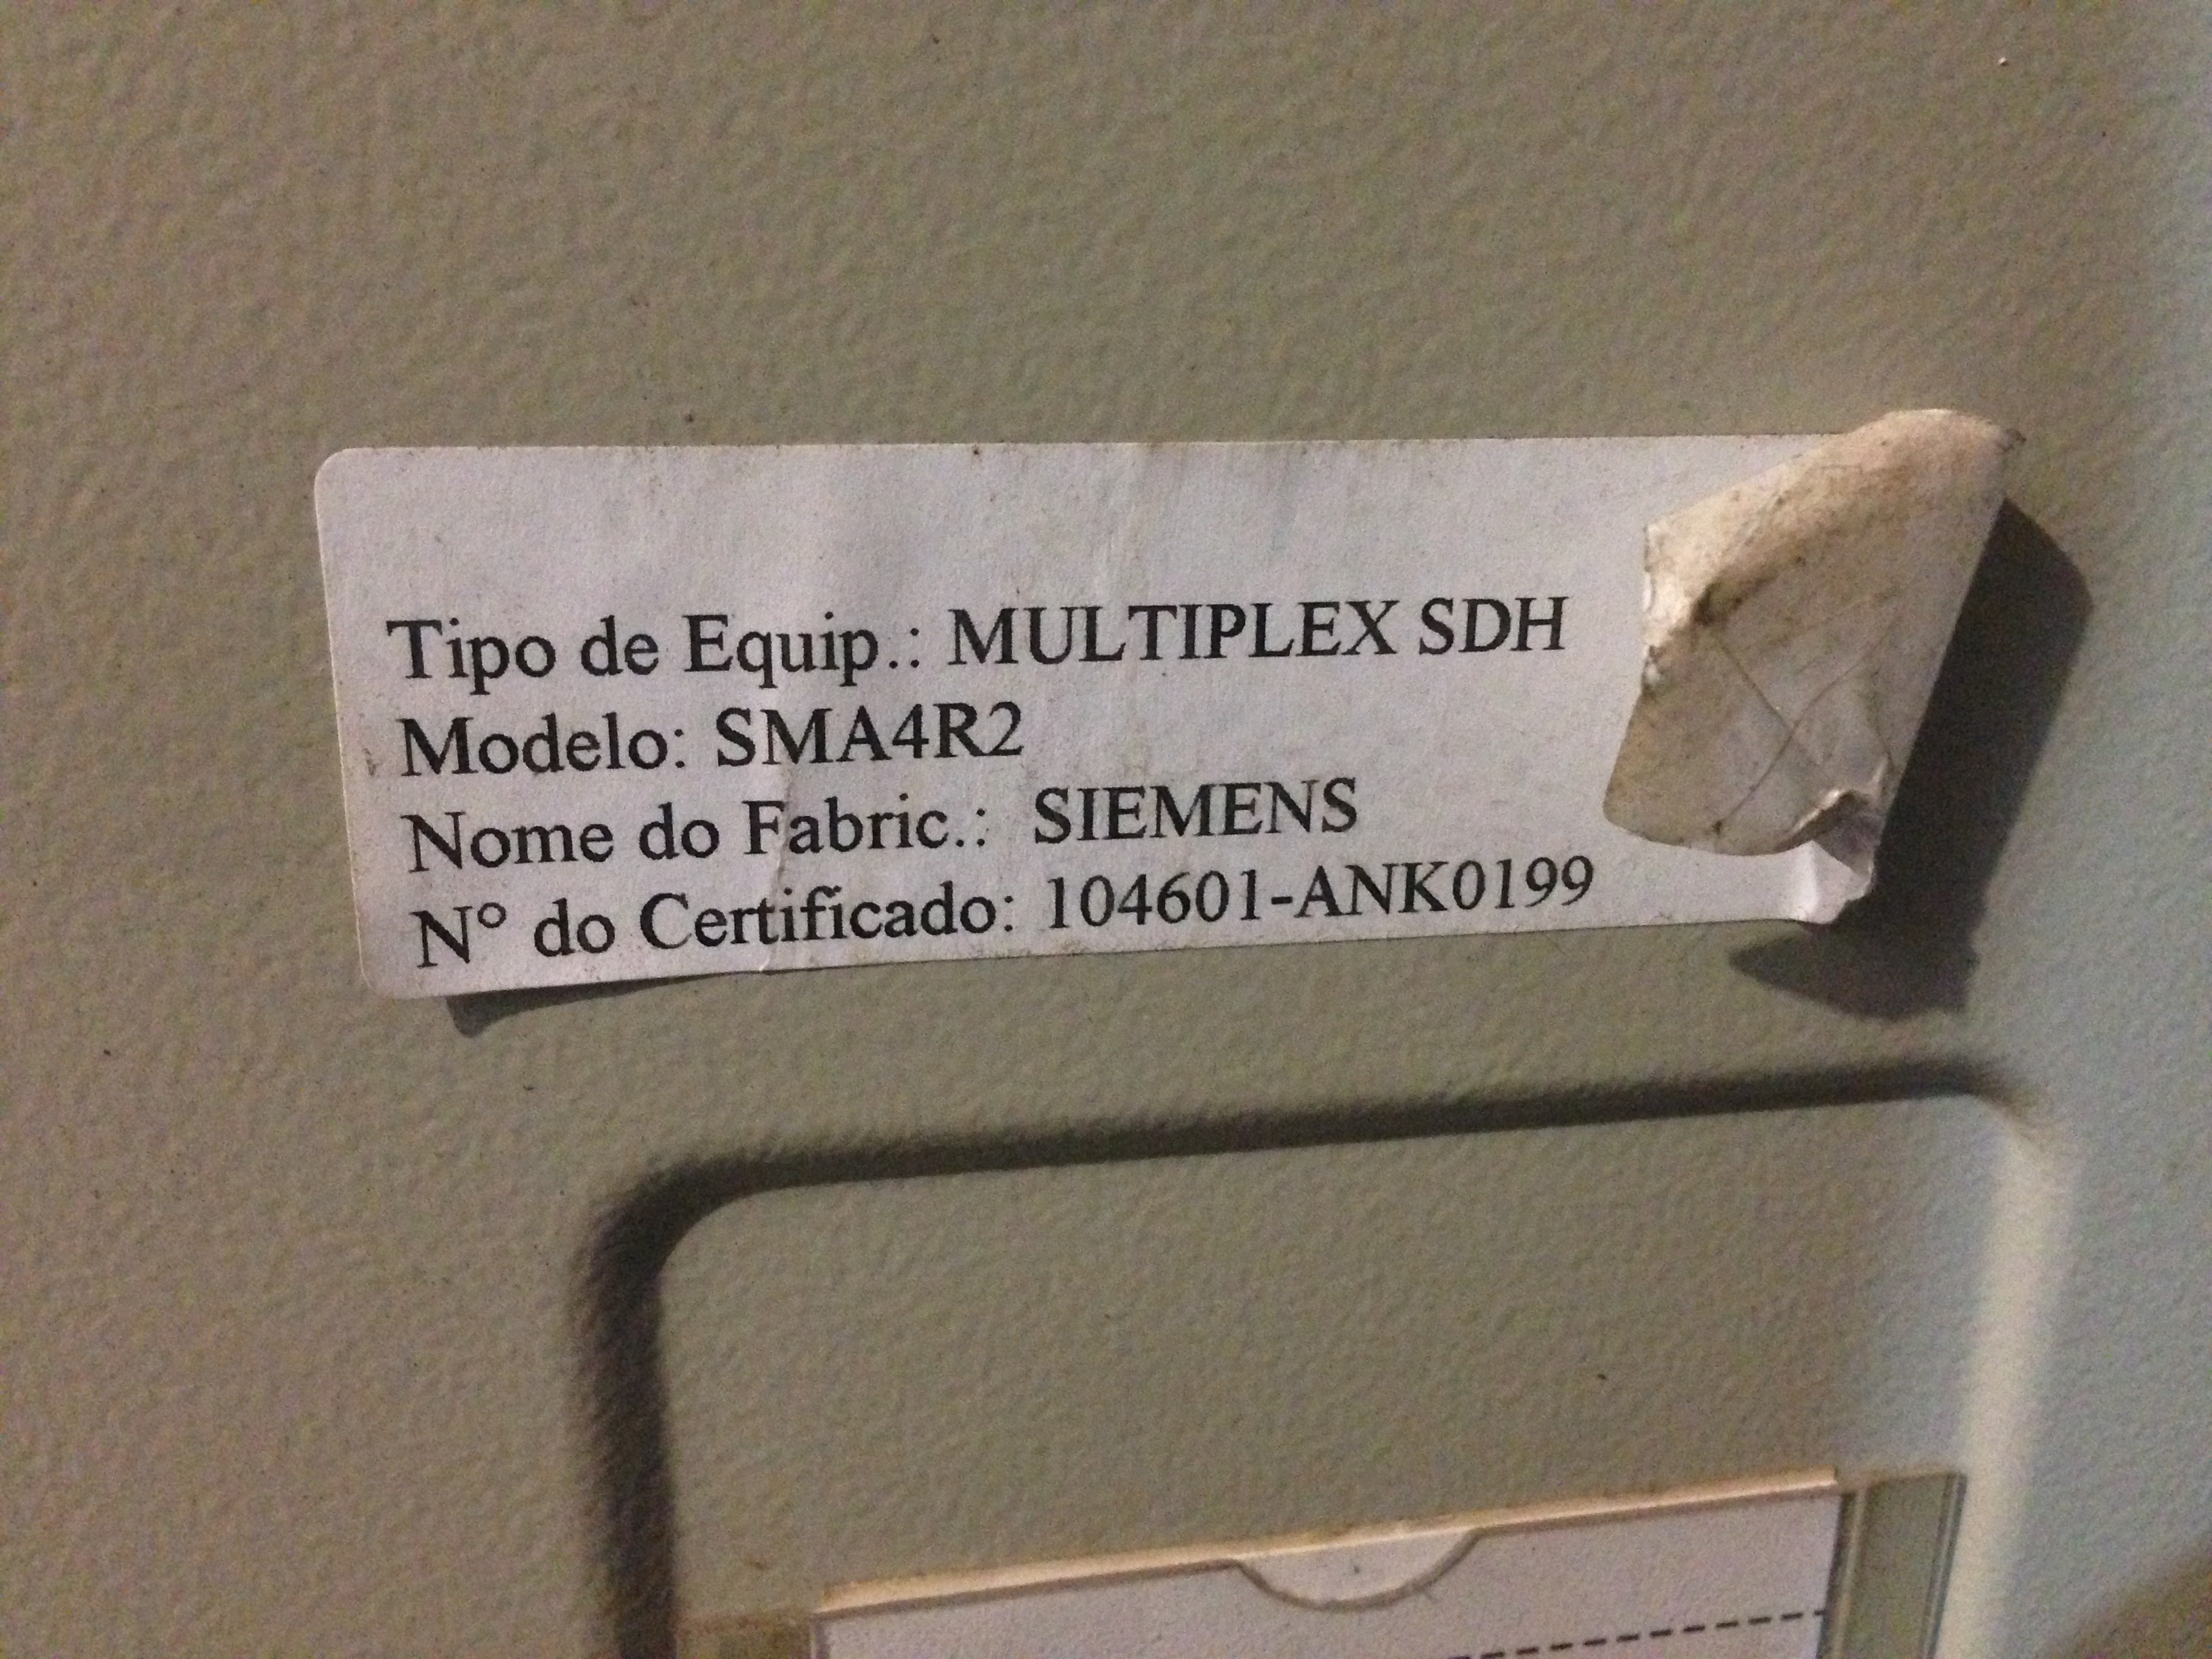 Tipo de Equip.: MULTIPLEX SDH
Modelo: SMA4R2
Nome do Fabric.: SIEMENS
N° do Certificado: 104601-ANK0199